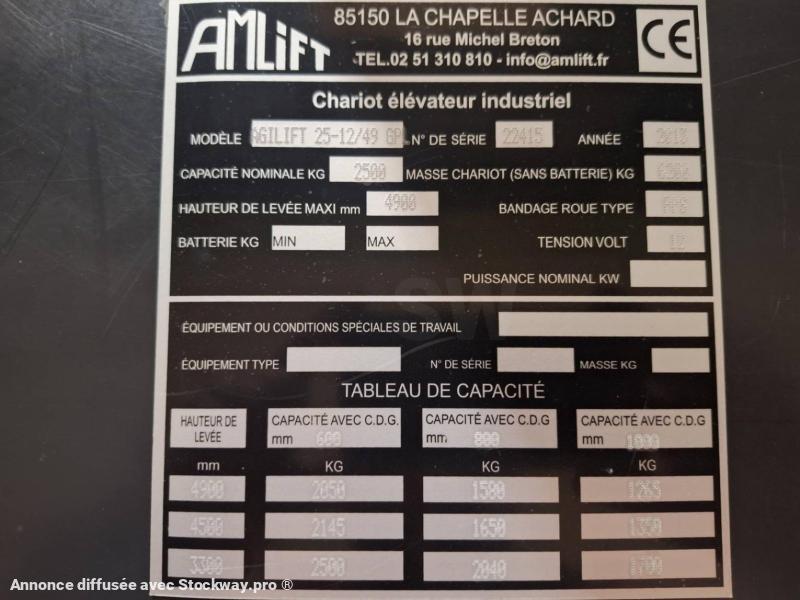 AMLIFT
85150 LA CHAPELLE ACHARD
16 rue Michel Breton
TEL.02 51 310 810 - info@amlift.fr
CE
Chariot élévateur industriel
MODÈLE AGILIFT 25-12/49 GPL N° DE SÉRIE 22415 ANNÉE 2013
CAPACITÉ NOMINALE KG 2500 MASSE CHARIOT (SANS BATTERIE) KG
HAUTEUR DE LEVÉE MAXI mm 4900 BANDAGE ROUE TYPE
BATTERIE KG MIN MAX TENSION VOLT 12
PUISSANCE NOMINAL KW
ÉQUIPEMENT OU CONDITIONS SPÉCIALES DE TRAVAIL
ÉQUIPEMENT TYPE N° DE SÉRIE MASSE KG
TABLEAU DE CAPACITÉ
HAUTEUR DE LEVÉE CAPACITÉ AVEC C.D.G. mm 600 CAPACITÉ AVEC C.D.G mm 800 CAPACITÉ AVEC C.D.G mm 1000
mm KG KG KG
4900 2050 1580 1265
4500 2145 1650 1350
3300 2500 2040 1700
Annonce diffusée avec Stockway.pro ®